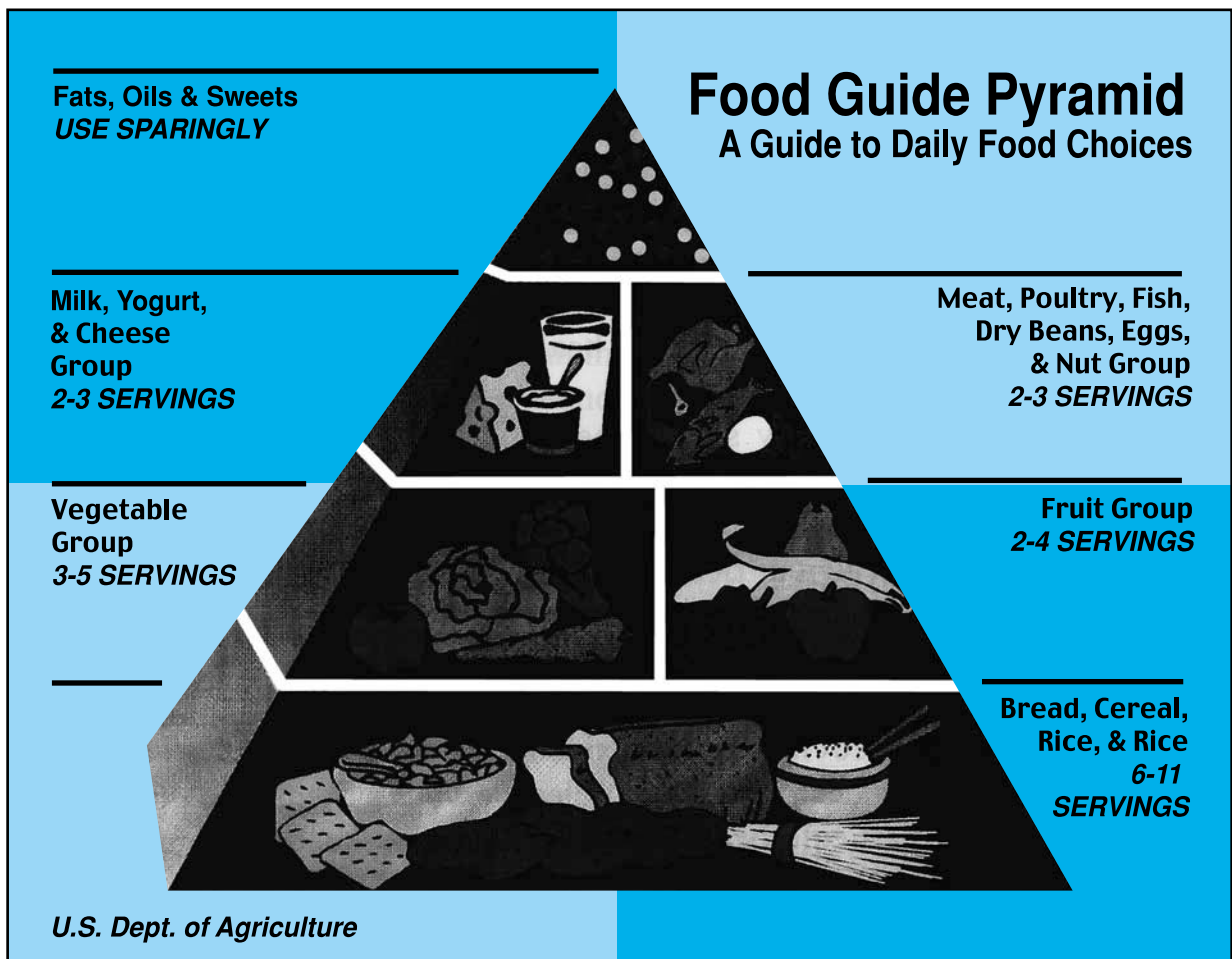 Food Guide Pyramid
A Guide to Daily Food Choices
Fats, Oils & Sweets
USE SPARINGLY
Milk, Yogurt,
& Cheese
Group
2-3 SERVINGS
Meat, Poultry, Fish,
Dry Beans, Eggs,
& Nut Group
2-3 SERVINGS
Vegetable
Group
3-5 SERVINGS
Fruit Group
2-4 SERVINGS
Bread, Cereal,
Rice, & Rice
6-11
SERVINGS
U.S. Dept. of Agriculture